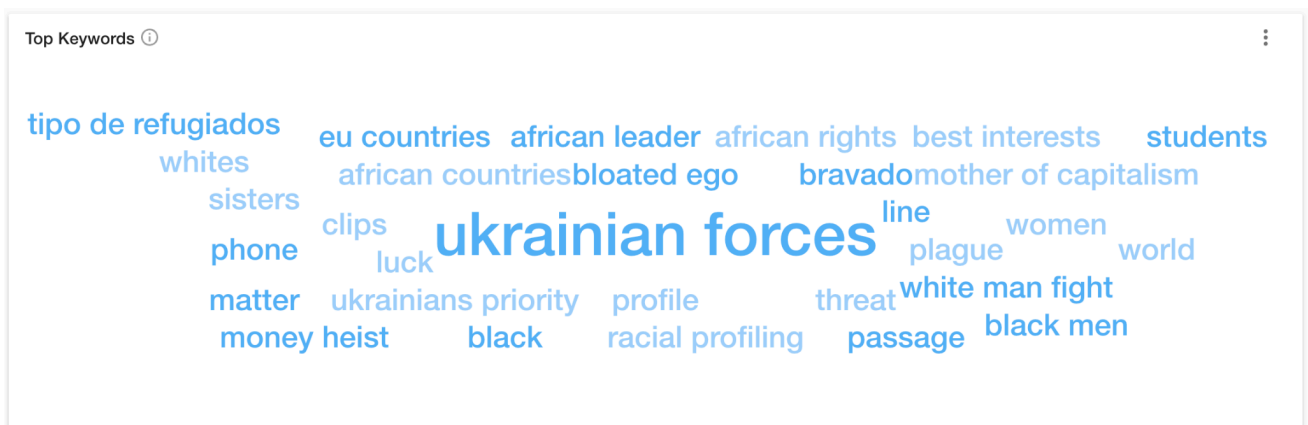 Top Keywords
tipo de refugiados
eu countries african leader african rights best interests students
whites
african countries bloated ego bravado mother of capitalism
sisters
line
clips
ukrainian forces
women
phone
plague
world
luck
white man fight
matter
ukrainians priority
profile
threat
black men
money heist
black
racial profiling
passage